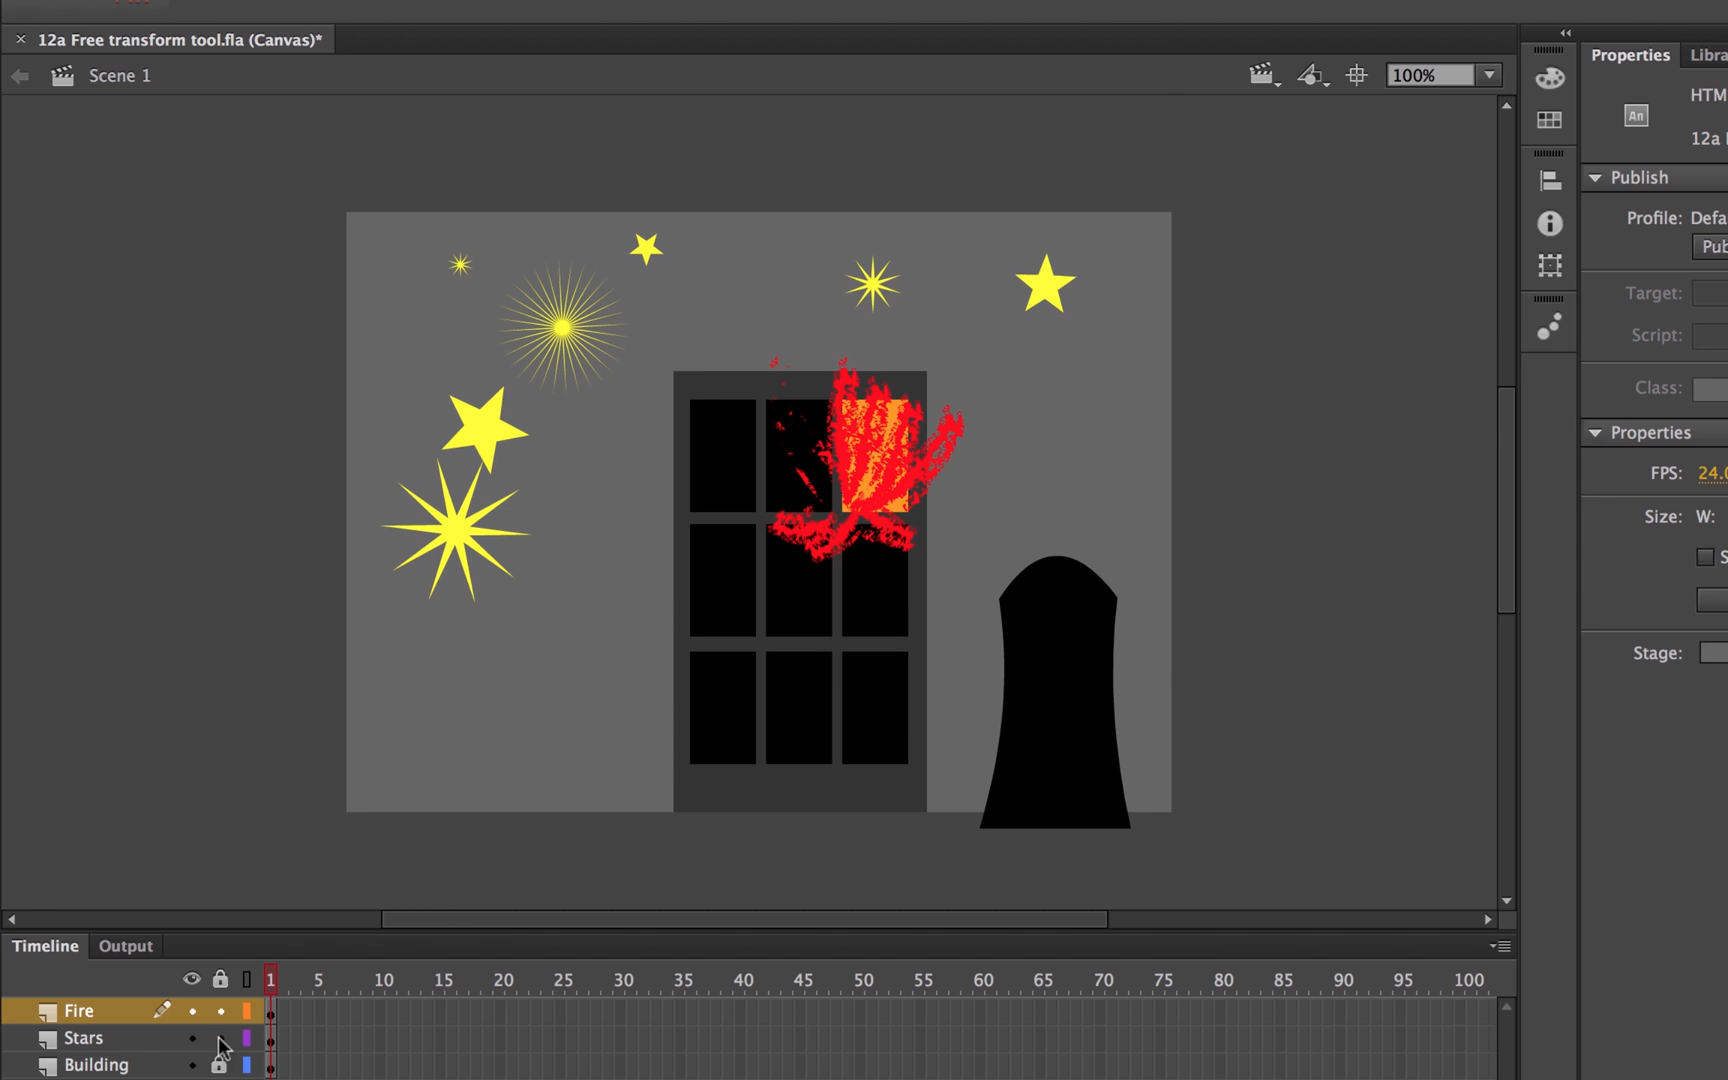 12a Free transform tool.fla (Canvas)*
Scene 1
100%
Properties
Libra
An
HTM
12a
Publish
Profile: Defa
Pub
Target:
Script:
Class:
Properties
FPS: 24.0
Size: W:
S
Stage:
Timeline Output
1 5 10 15 20 25 30 35 40 45 50 55 60 65 70 75 80 85 90 95 100
Fire
Stars
Building